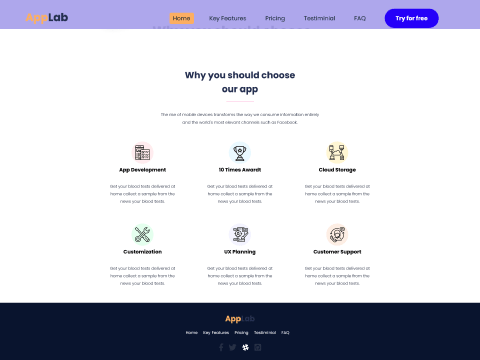 AppLab
Home Key Features Pricing Testiminial FAQ Try for free
Why you should choose
our app
The rise of mobile devices transforms the way we consume information entirely
and the world's most elevant channels such as Facebook.
App Development 10 Times Awardt Cloud Storage
Get your blood tests delivered at Get your blood tests delivered at Get your blood tests delivered at
home collect a sample from the home collect a sample from the home collect a sample from the
news your blood tests. news your blood tests. news your blood tests.
Customization UX Planning Customer Support
Get your blood tests delivered at Get your blood tests delivered at Get your blood tests delivered at
home collect a sample from the home collect a sample from the home collect a sample from the
news your blood tests. news your blood tests. news your blood tests.
AppLab
Home Key Features Pricing Testiminial FAQ